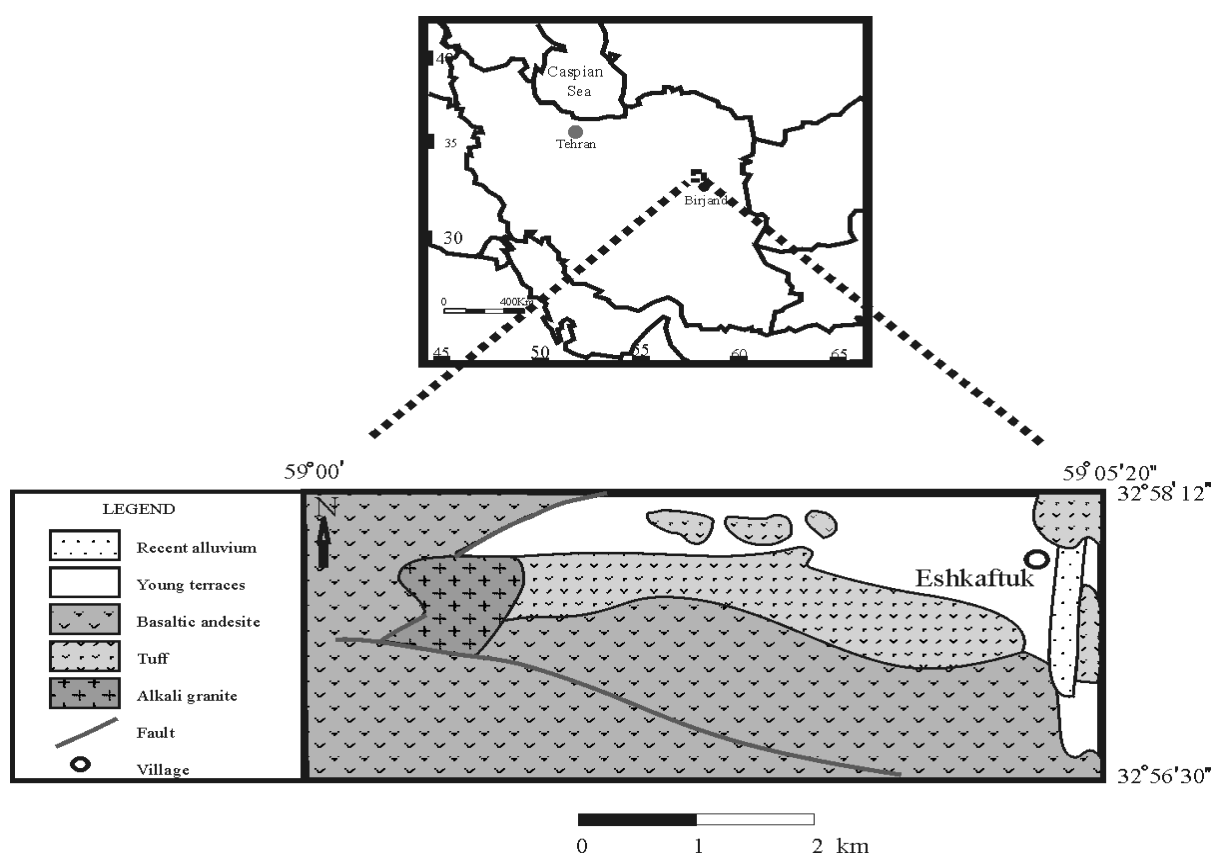 40
Caspian
Sea
Tehran
35
Birjand
30
0 400Km
45 50 55 60 65
59°00' 59°05'20"
32°58'12"
LEGEND
N
Recent alluvium
Young terraces
Eshkaftuk
Basaltic andesite
Tuff
Alkali granite
Fault
Village
32°56'30"
0 1 2 km